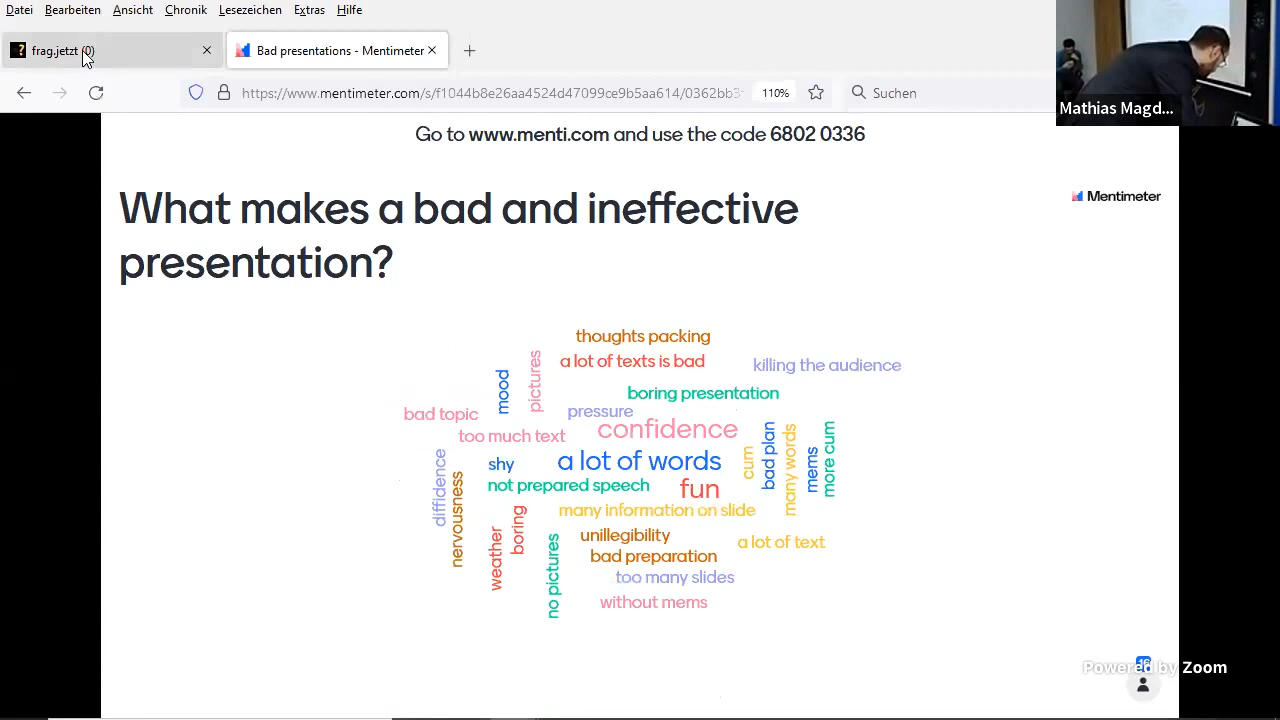 Datei Bearbeiten Ansicht Chronik Lesezeichen Extras Hilfe
frag.jetzt (0)
Bad presentations - Mentimeter
https://www.mentimeter.com/s/f1044b8e26aa4524d47099ce9b5aa614/0362bb3
110%
Suchen
Mathias Magd...
Go to www.menti.com and use the code 6802 0336
What makes a bad and ineffective
presentation?
Mentimeter
thoughts packing
a lot of texts is bad
killing the audience
mood
pictures
boring presentation
bad topic
pressure
too much text
confidence
diffidence
nervousness
shy
a lot of words
cum
bad plan
many words
mems
more cum
not prepared speech
fun
many information on slide
weather
boring
no pictures
unillegibility
a lot of text
bad preparation
too many slides
without mems
16
Powered by Zoom